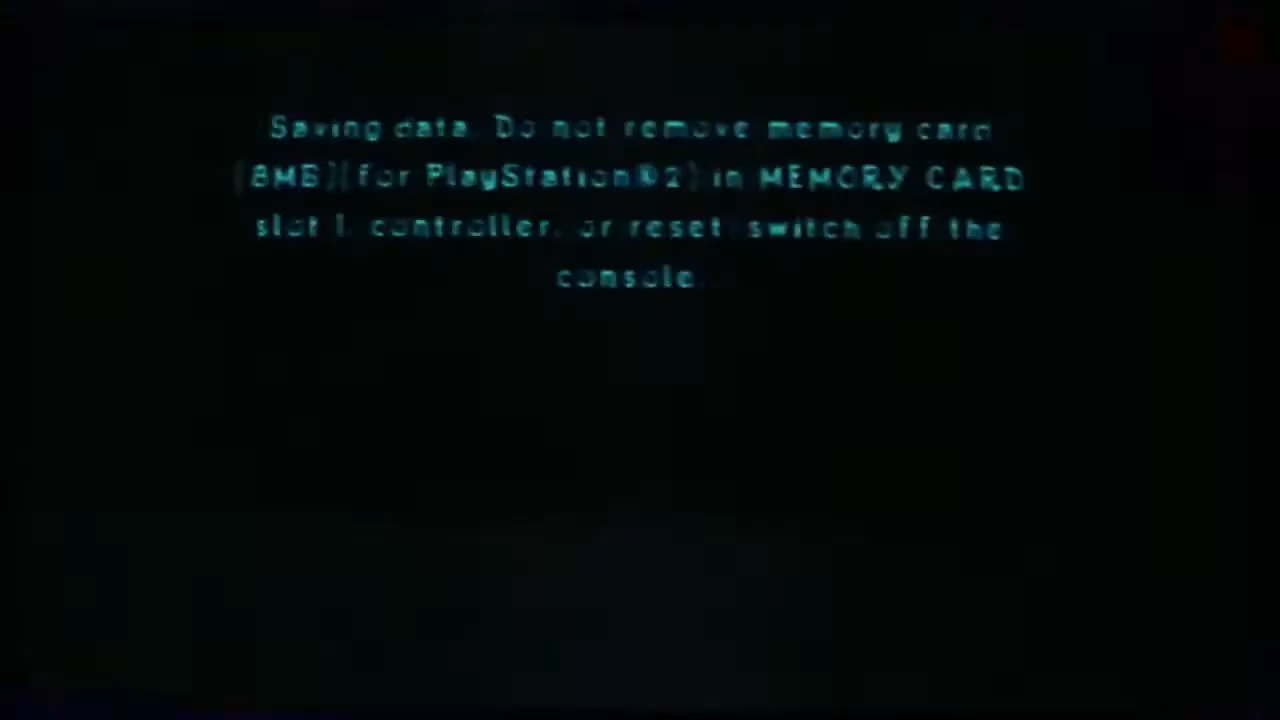 Saving data. Do not remove memory card
(8MB)(for PlayStation®2) in MEMORY CARD
slot 1, controller, or reset/switch off the
console.